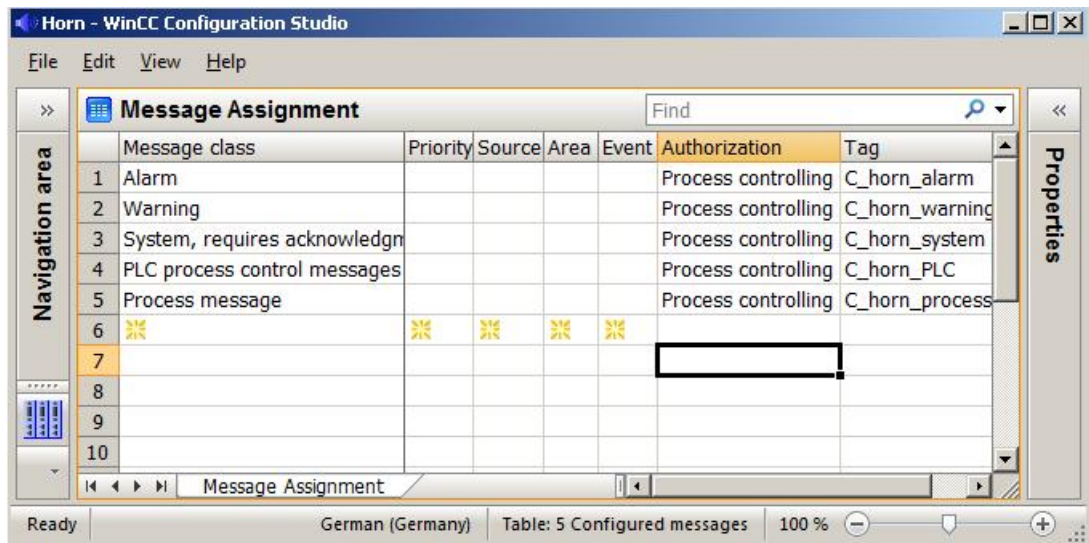 Horn - WinCC Configuration Studio
File Edit View Help
Message Assignment Find
Navigation area
Properties
Message class Priority Source Area Event Authorization Tag
1 Alarm Process controlling C_horn_alarm
2 Warning Process controlling C_horn_warning
3 System, requires acknowledgm Process controlling C_horn_system
4 PLC process control messages Process controlling C_horn_PLC
5 Process message Process controlling C_horn_process
6
7
8
9
10
Message Assignment
Ready German (Germany) Table: 5 Configured messages 100 %